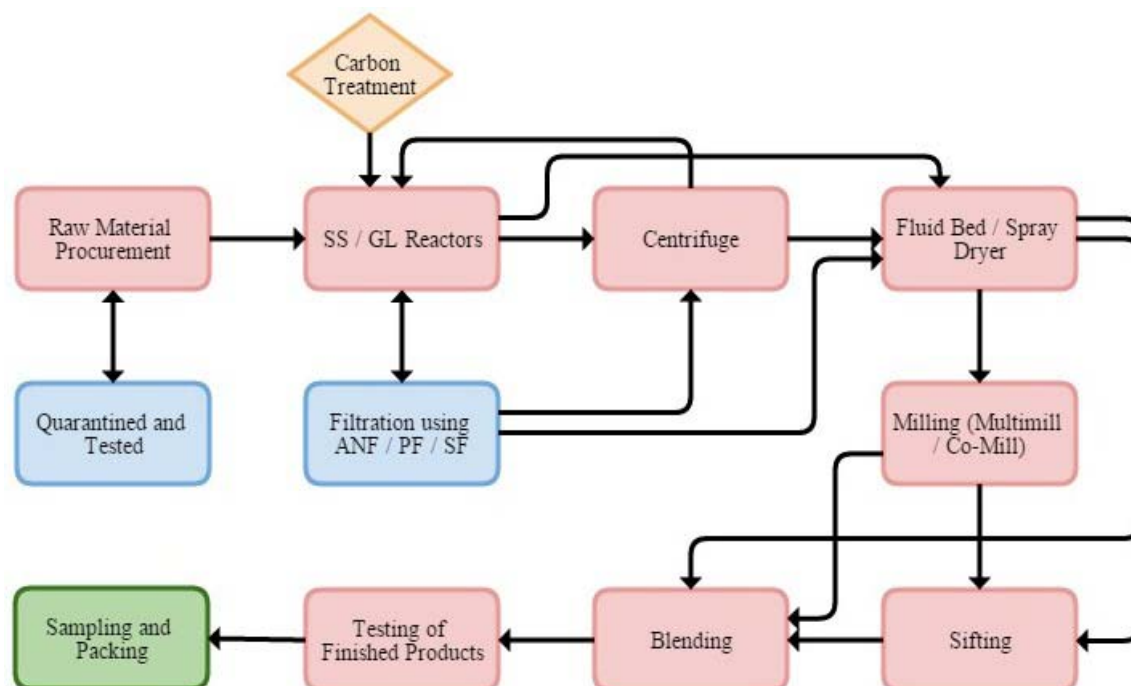 Carbon
Treatment
Raw Material
Procurement
SS / GL Reactors
Centrifuge
Fluid Bed / Spray
Dryer
Quarantined and
Tested
Filtration using
ANF / PF / SF
Milling (Multimill
/ Co-Mill)
Sampling and
Packing
Testing of
Finished Products
Blending
Sifting